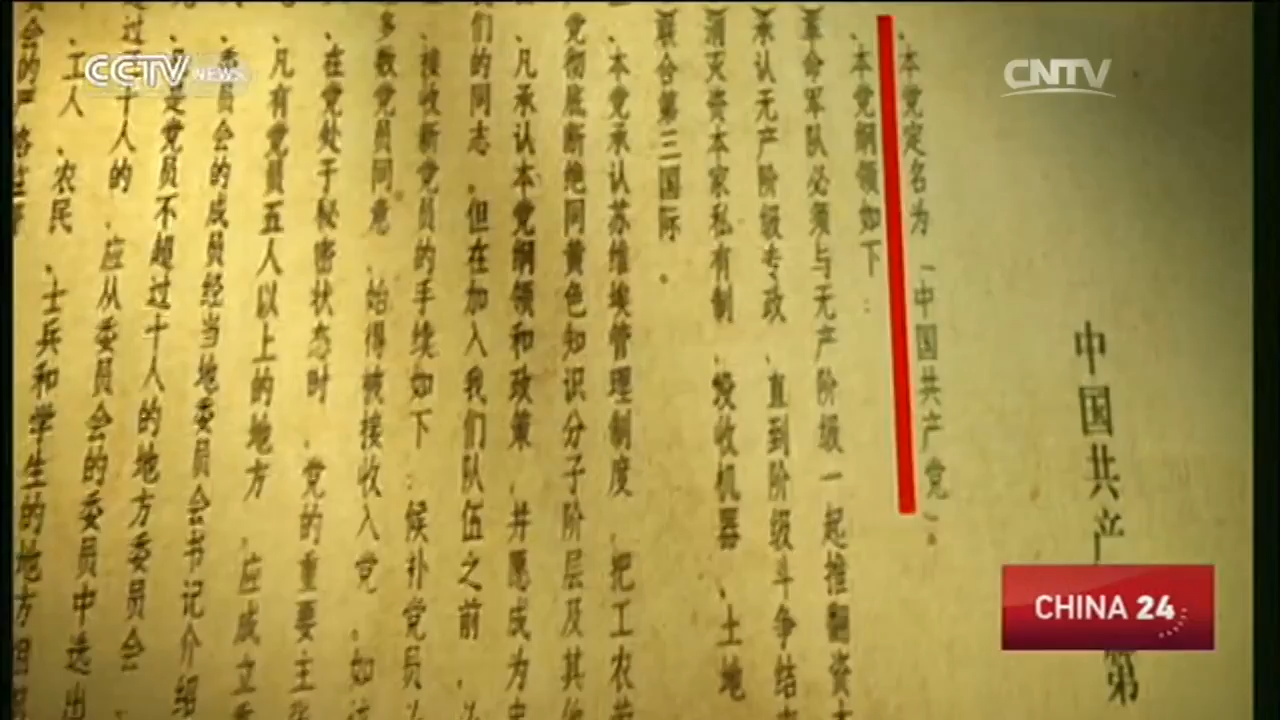 CCTV NEWS
CNTV
中国共产
第
、本党定名为「中国共产党」。
、本党纲领如下：
革命军队必须与无产阶级一起推翻资
承认无产阶级专政、直到阶级斗争结
消灭资本家私有制、没收机器、土地
联合第三国际。
、本党承认苏维埃管理制度、把工农
党彻底断绝同黄色知识分子阶层及其他
、凡承认本党纲领和政策、并愿成为
们的同志、但在加入我们队伍之前、
、接收新党员的手续如下：候补党员
多数党员同意、始得被接收入党。如
、在党处于秘密状态时、党的重要主张
、凡有党员五人以上的地方、应成立
委员会的成员经当地委员会书记介绍
是党员不超过十人的地方委员会
过 十人的、应从委员会的委员中选出
、工人、农民、士兵和学生的地方组
会的严格
CHINA 24